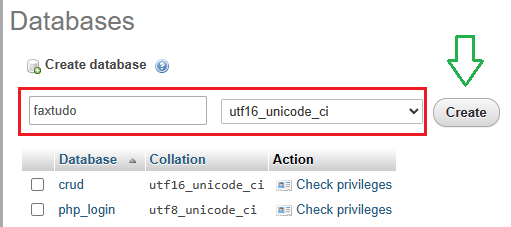 Databases
Create database
faxtudo utf16_unicode_ci Create
Database Collation Action
crud utf16_unicode_ci Check privileges
php_login utf8_unicode_ci Check privileges